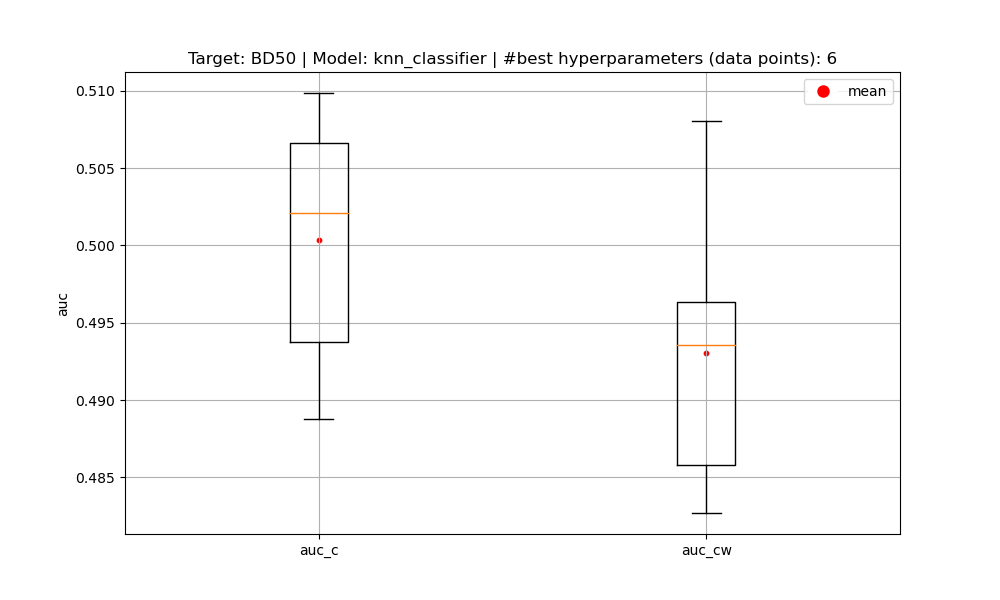 Target: BD50 | Model: knn_classifier | #best hyperparameters (data points): 6
mean
0.510
0.505
0.500
0.495
0.490
0.485
auc
auc_c
auc_cw